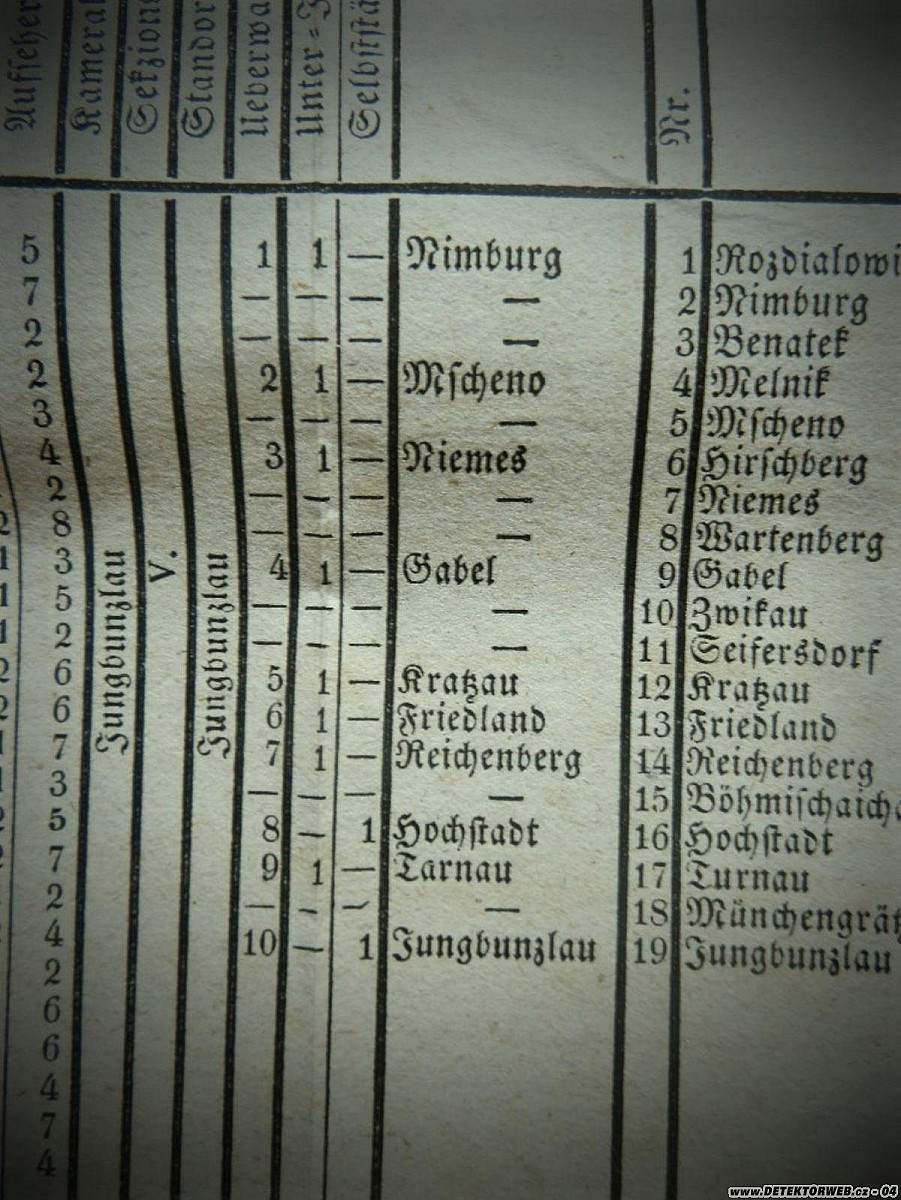 Aufseher Kameral Sekzions Standor Ueberwa Unter-J Selbststä Nr.
5 1 1 — Nimburg 1 Rozdialowi
7 — — — — 2 Nimburg
2 — — — — 3 Benatek
2 2 1 — Mscheno 4 Melnik
3 — — — — 5 Mscheno
4 3 1 — Niemes 6 Hirschberg
2 — — — — 7 Niemes
8 — — — — 8 Wartenberg
3 Jungbunzlau V. Jungbunzlau 4 1 — Gabel 9 Gabel
5 — — — — 10 Zwikau
2 — — — — 11 Seifersdorf
6 5 1 — Kratzau 12 Kratzau
6 6 1 — Friedland 13 Friedland
7 7 1 — Reichenberg 14 Reichenberg
3 — — — — 15 Böhmischaich
5 8 — 1 Hochstadt 16 Hochstadt
7 9 1 — Tarnau 17 Turnau
2 — — — — 18 Münchengrätz
4 10 — 1 Jungbunzlau 19 Jungbunzlau
2
6
6
4
7
4
www.DETEKTORWEB.cz - 04